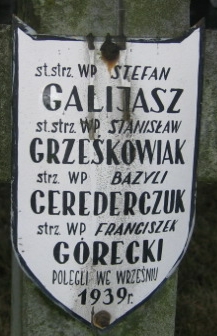 st.strz. WP STEFAN
GALIJASZ
st.strz. WP. STANISŁAW
GRZEŚKOWIAK
strz. WP BAZYLI
CEREDERCZUK
strz. WP FRANCISZEK
GÓRECKI
POLEGLI WE WRZEŚNIU
1939r.